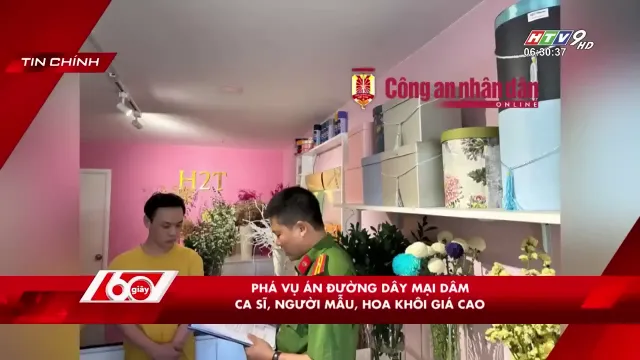 TIN CHÍNH
HTV9 HD
06:30:37
Công an nhân dân
ONLINE
H2T
60 giây
PHÁ VỤ ÁN ĐƯỜNG DÂY MẠI DÂM
CA SĨ, NGƯỜI MẪU, HOA KHÔI GIÁ CAO